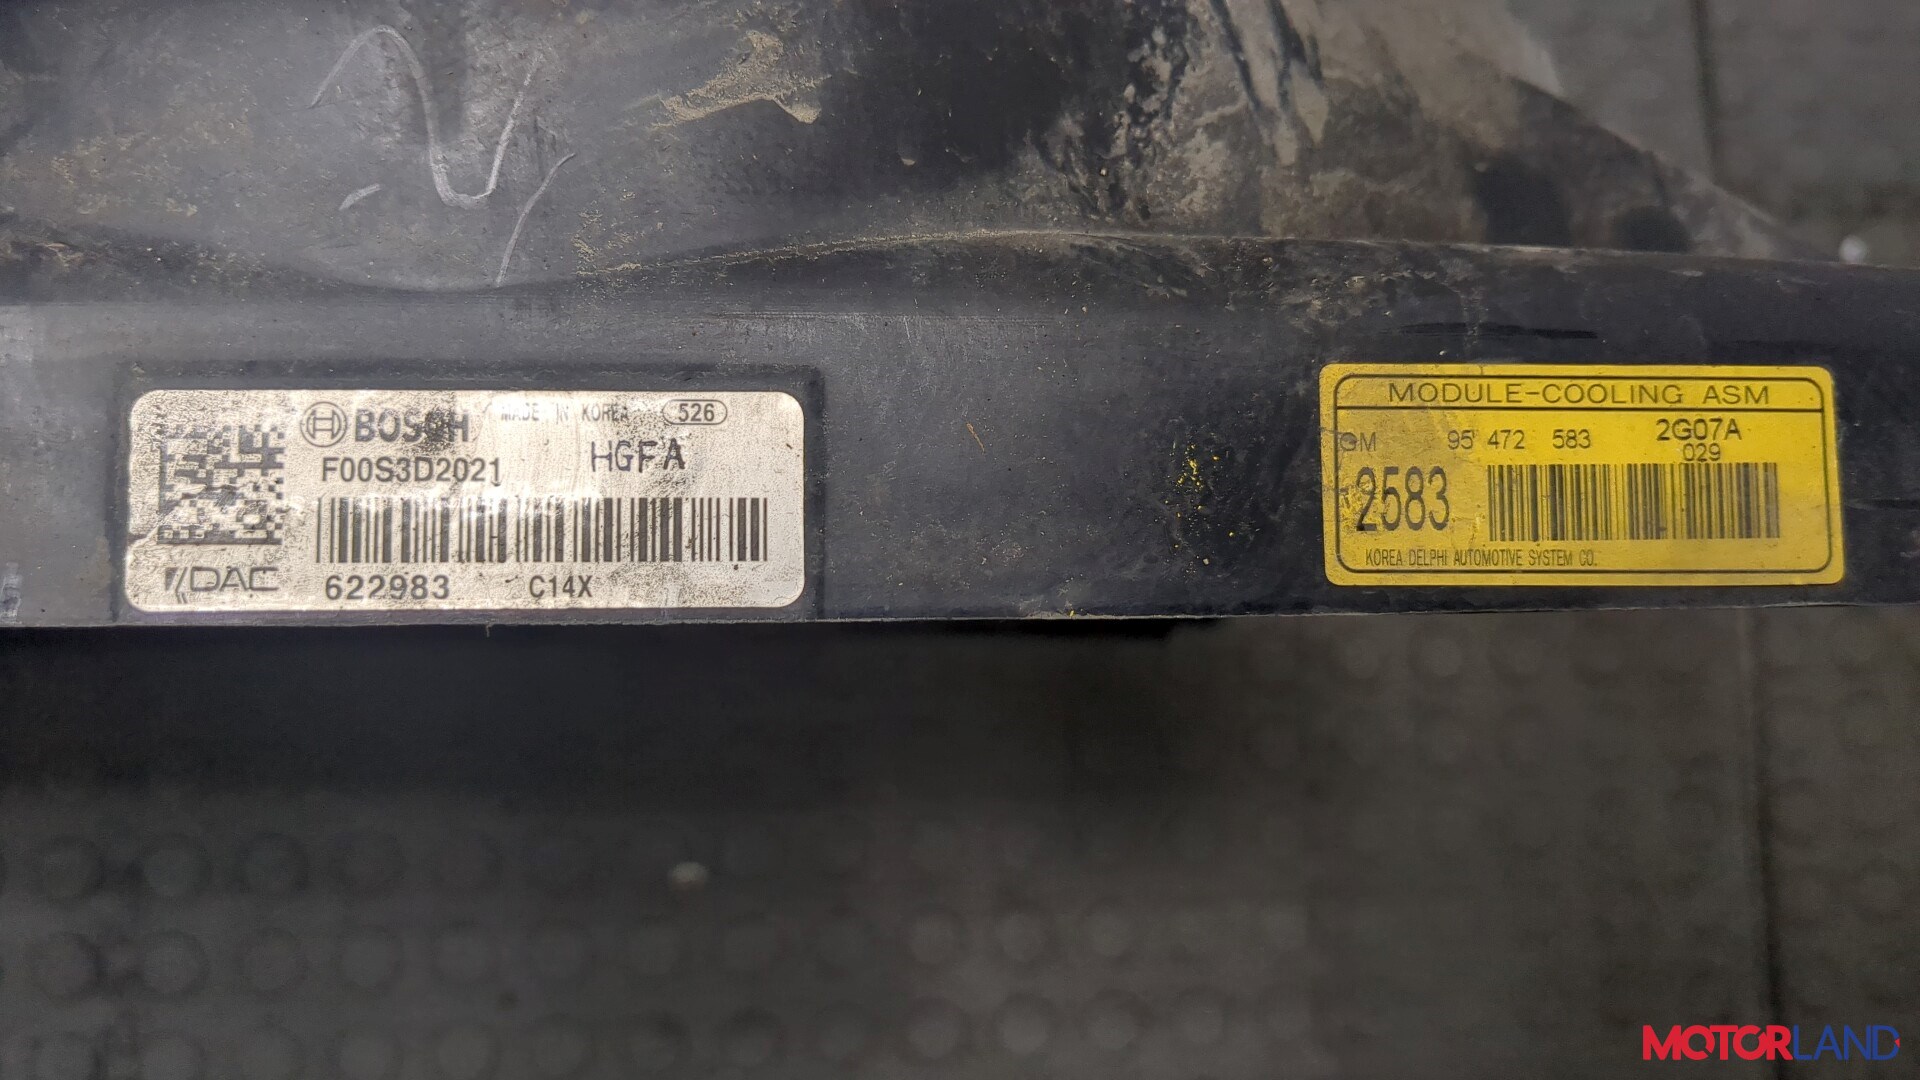 BOSCH MADE IN KOREA 526
F00S3D2021 HGFA
KDAC 622983 C14X
MODULE-COOLING ASM
GM 95 472 583 2G07A
029
2583
KOREA DELPHI AUTOMOTIVE SYSTEM CO.
MOTORLAND